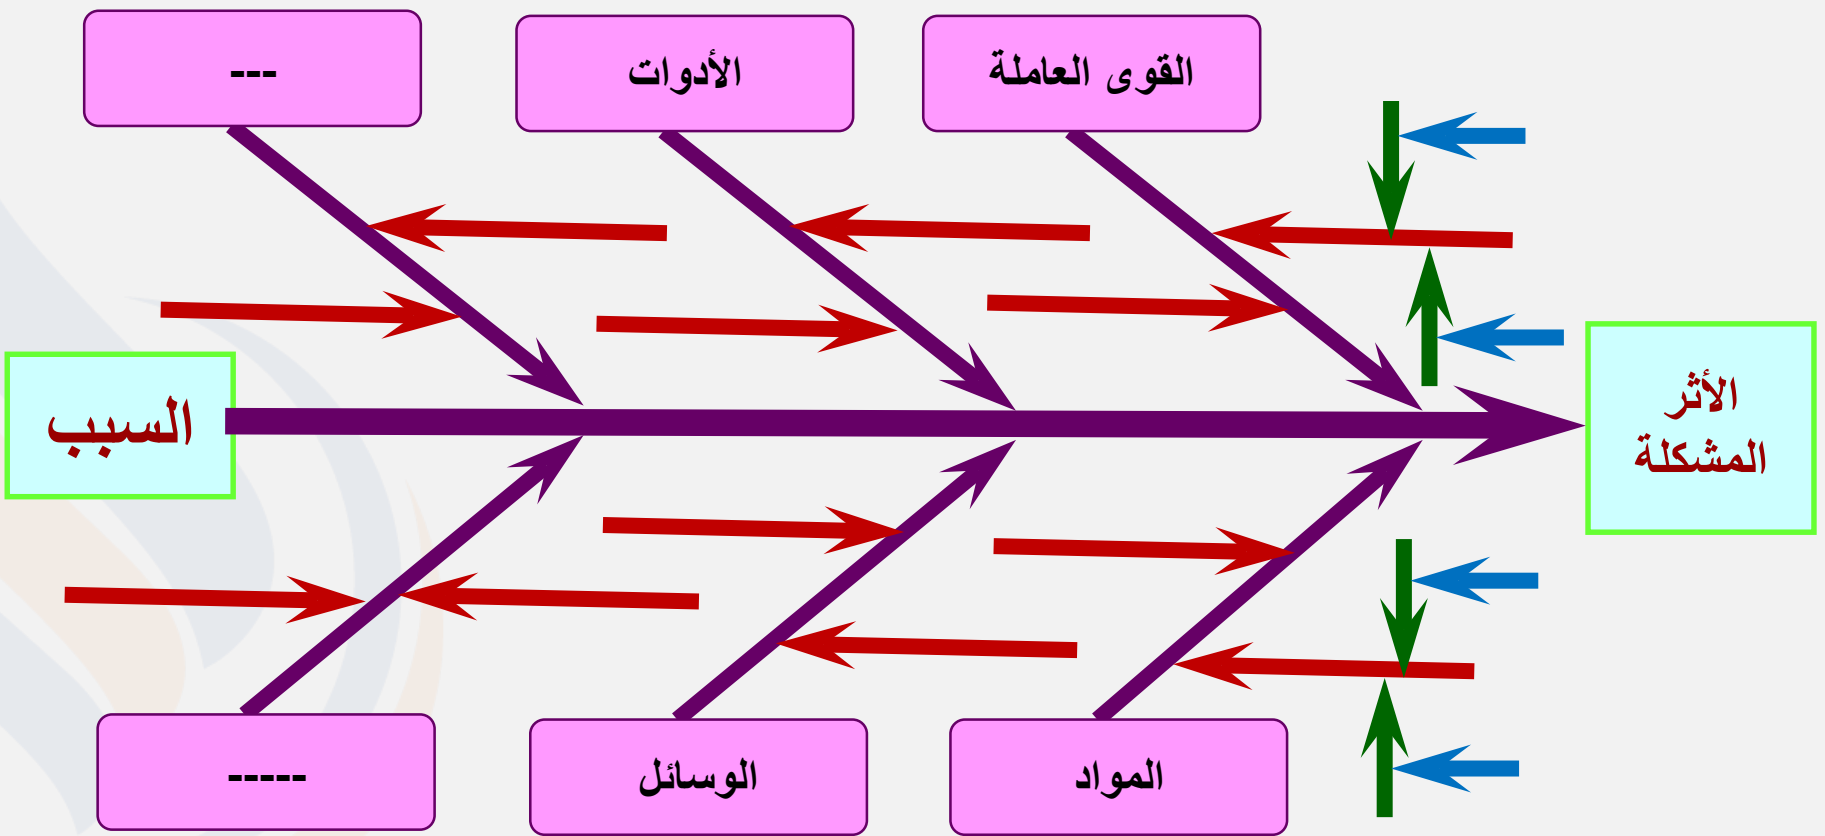 القوى العاملة
الأدوات
---
الأثر
المشكلة
السبب
المواد
الوسائل
-----